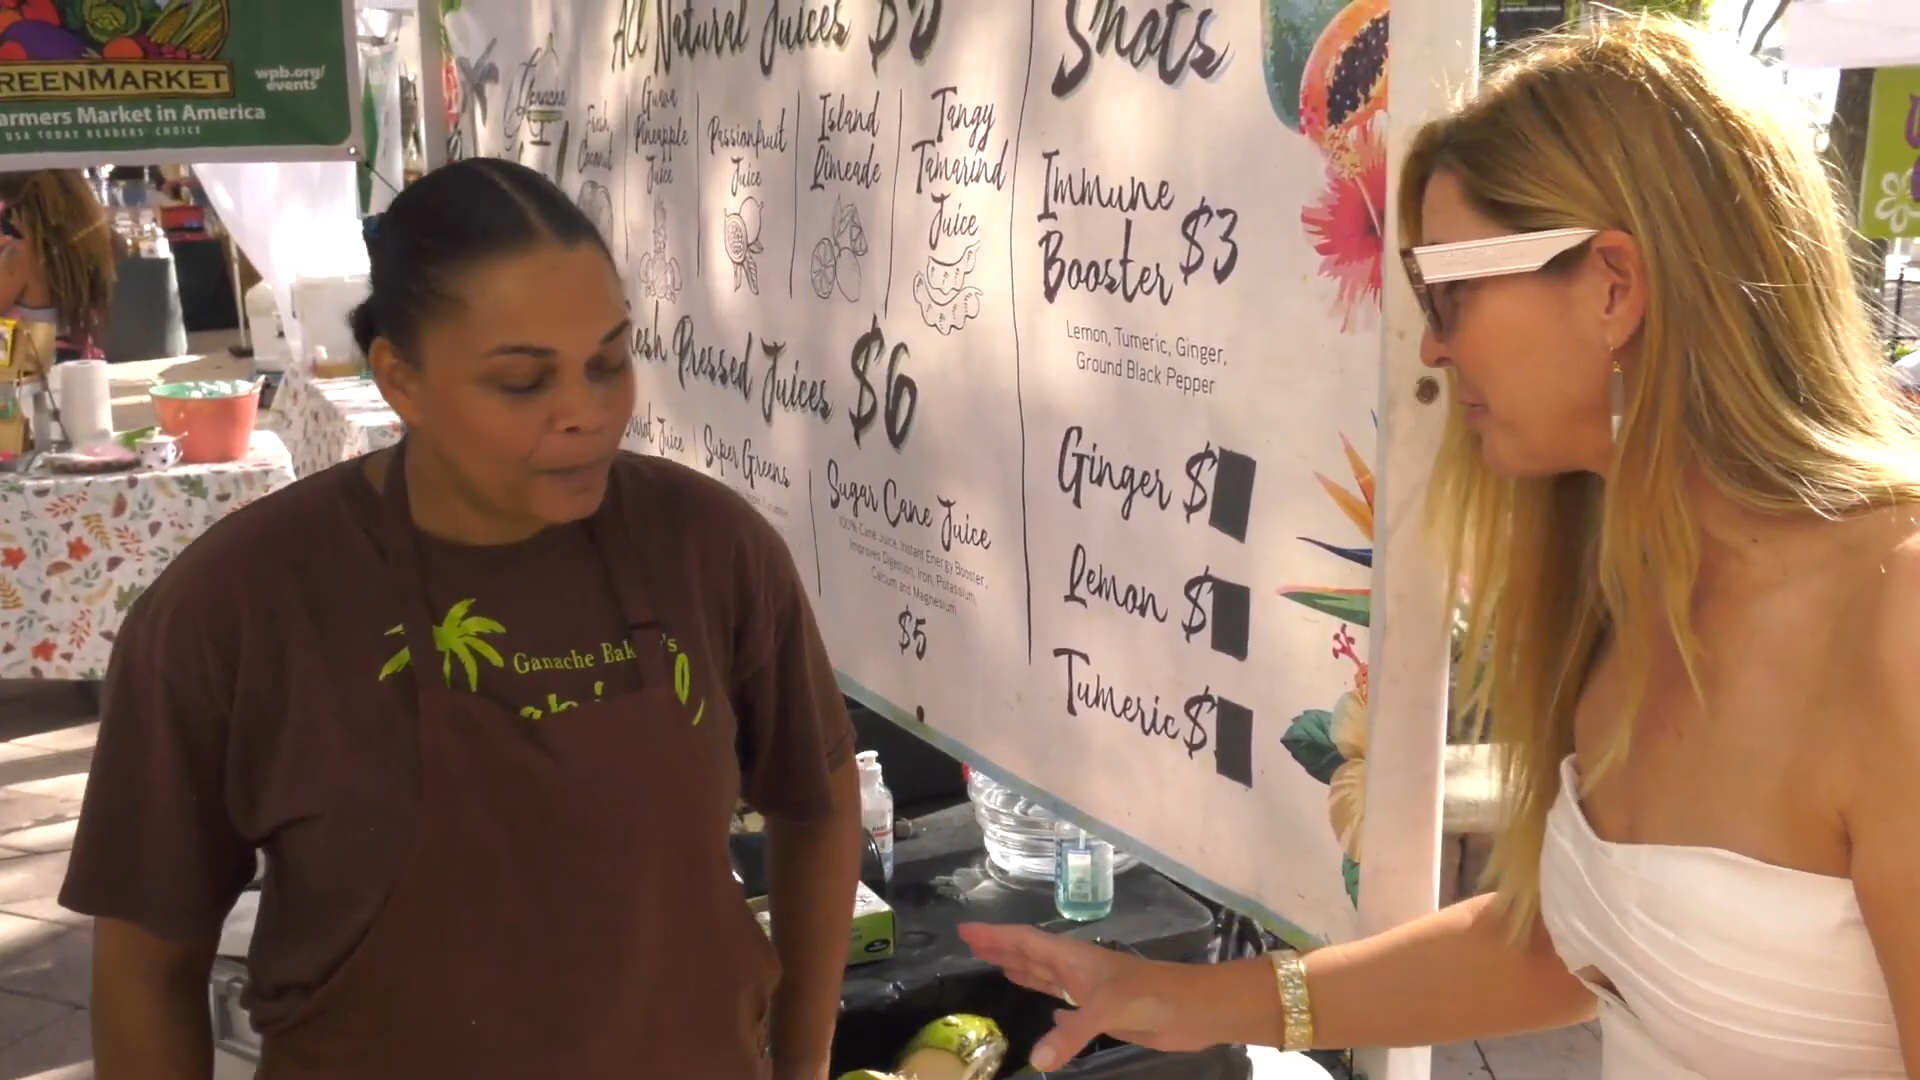 GREENMARKET
wpb.org/
events
Farmers Market in America
USA TODAY READERS' CHOICE
All Natural Juices $5
Ganache
Fresh
Coconut
Guava
Pineapple
Juice
Passionfruit
Juice
Island
Limeade
Tangy
Tamarind
Juice
Fresh Pressed Juices $6
Carrot Juice
Super Greens
Sugar Cane Juice
100% Cane Juice, Instant Energy Booster,
Improves Digestion, Iron, Potassium,
Calcium and Magnesium
$5
Shots
Immune
Booster $3
Lemon, Tumeric, Ginger,
Ground Black Pepper
Ginger $
Lemon $
Tumeric $
Ganache Bak 's